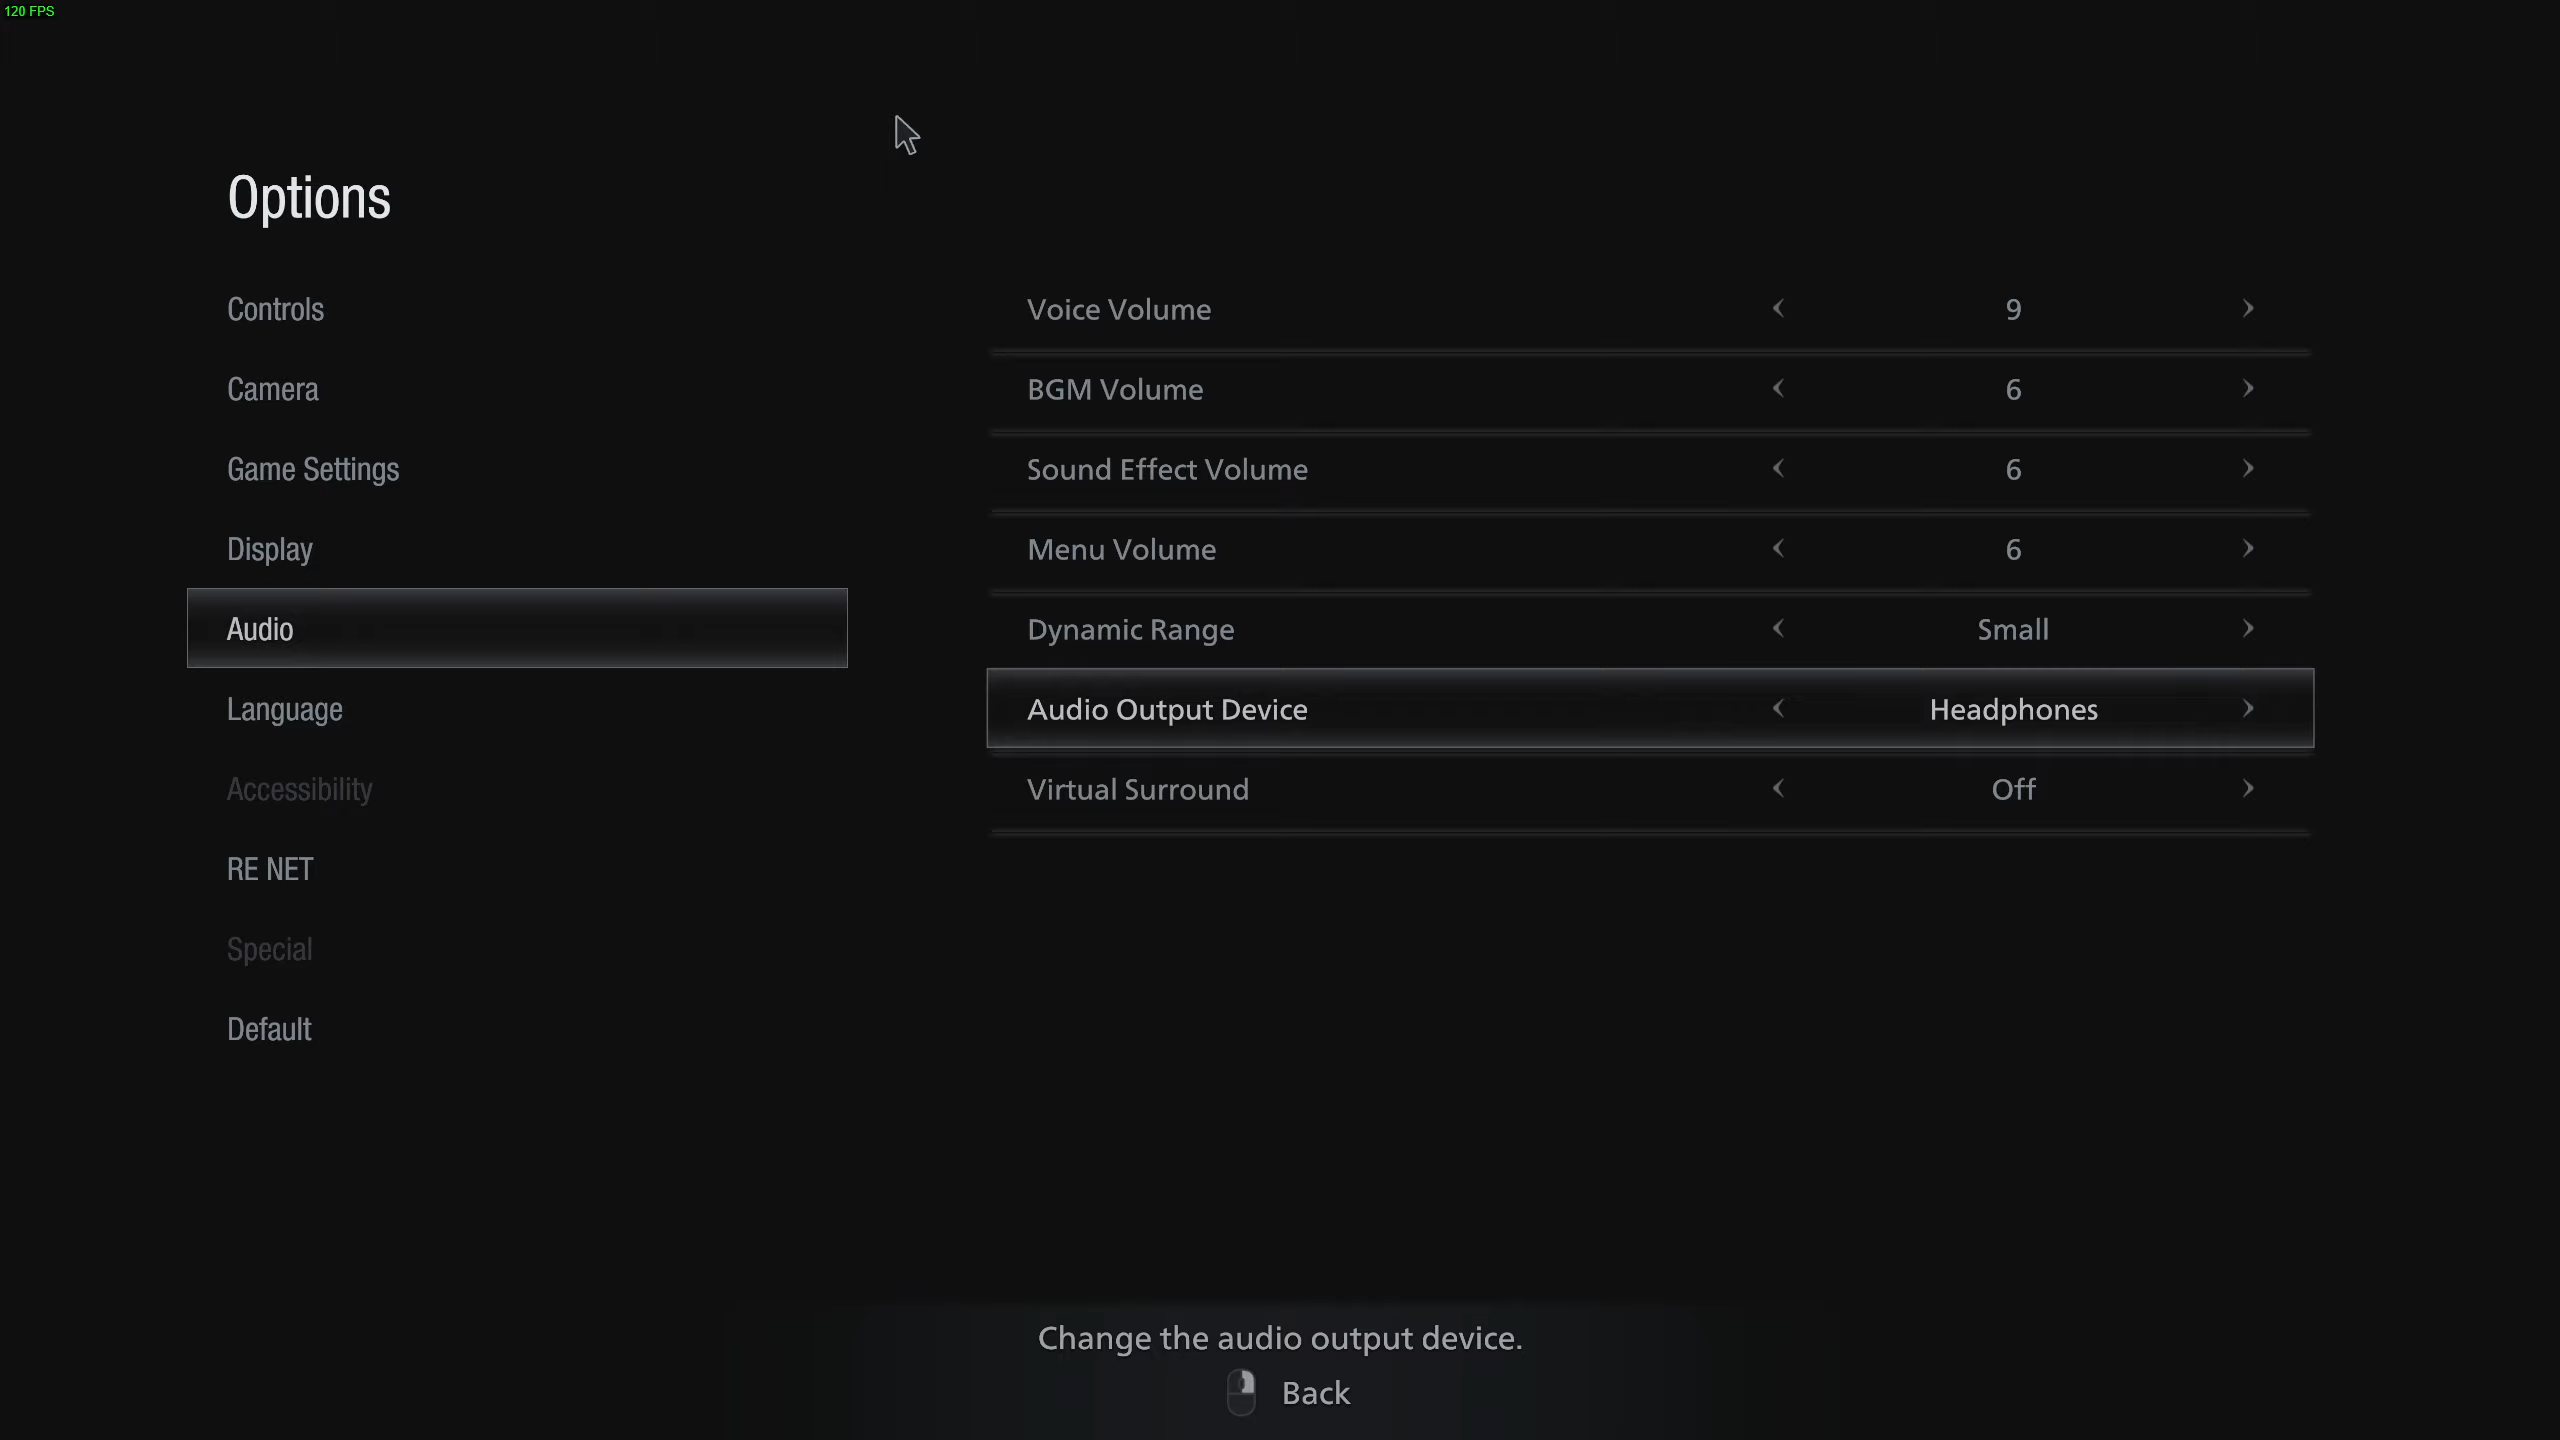 120 FPS
Options
Controls
Camera
Game Settings
Display
Audio
Language
Accessibility
RE NET
Special
Default
Voice Volume 9
BGM Volume 6
Sound Effect Volume 6
Menu Volume 6
Dynamic Range Small
Audio Output Device Headphones
Virtual Surround Off
Change the audio output device.
Back